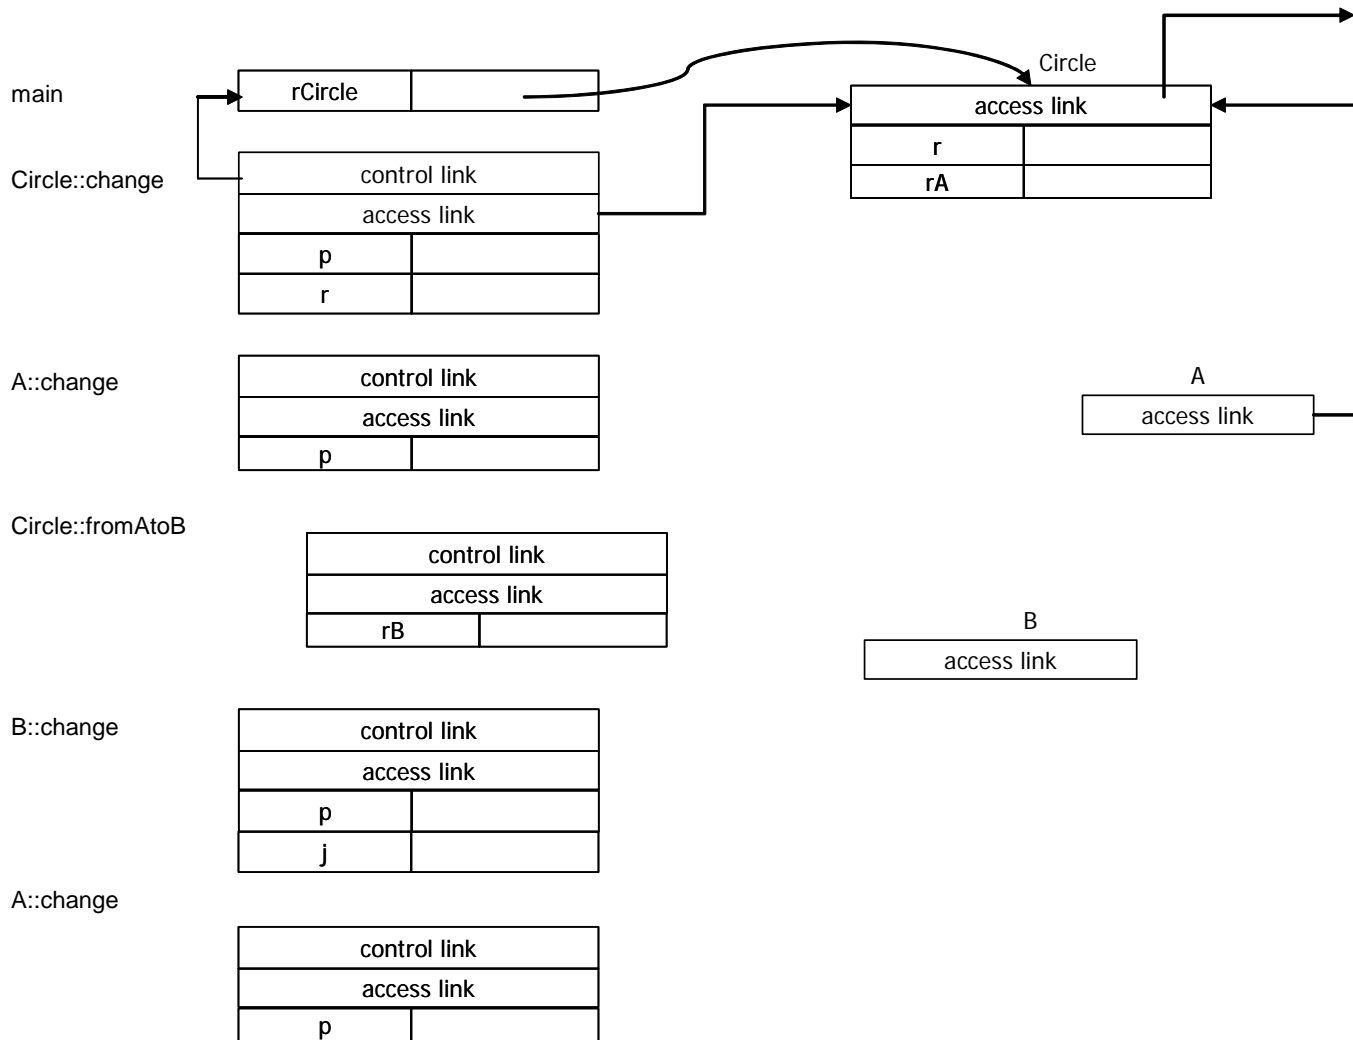 Circle
main
rCircle
access link
r
rA
Circle::change
control link
access link
p
r
A::change
control link
access link
p
A
access link
Circle::fromAtoB
control link
access link
rB
B
access link
B::change
control link
access link
p
j
A::change
control link
access link
p